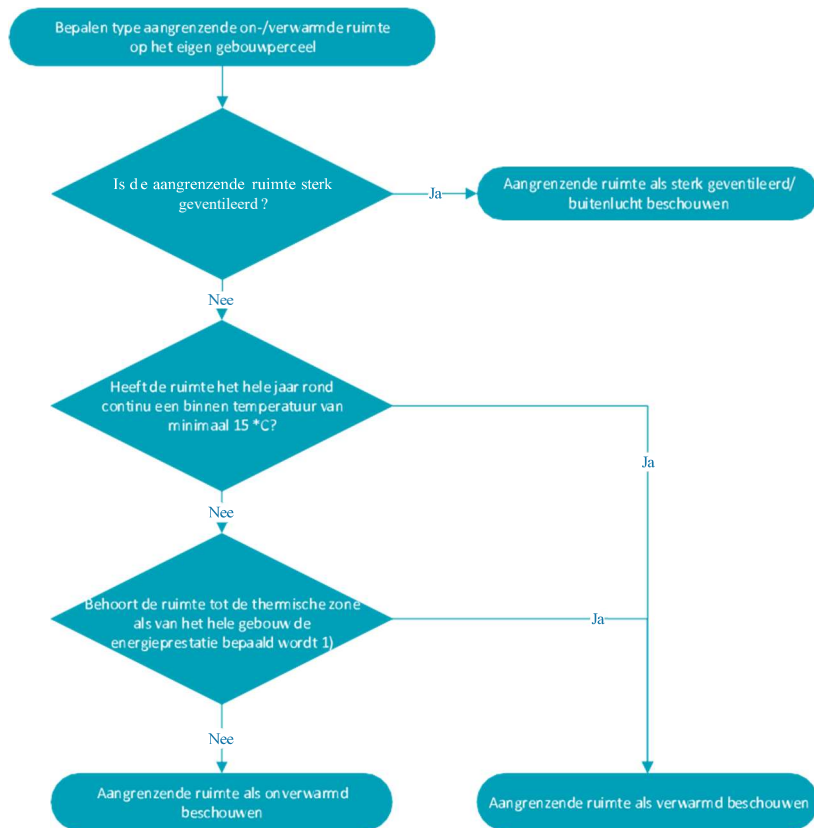 Bepalen type aangrenzende on-/verwarmde ruimte
op het eigen gebouwperceel
Is de aangrenzende ruimte sterk
geventileerd ?
Ja
Aangrenzende ruimte als sterk geventileerd/
buitenlucht beschouwen
Nee
Heeft de ruimte het hele jaar rond
continu een binnen temperatuur van
minimaal 15 *C?
Ja
Nee
Behoort de ruimte tot de thermische zone
als van het hele gebouw de
energieprestatie bepaald wordt 1)
Ja
Nee
Aangrenzende ruimte als onverwarmd
beschouwen
Aangrenzende ruimte als verwarmd beschouwen